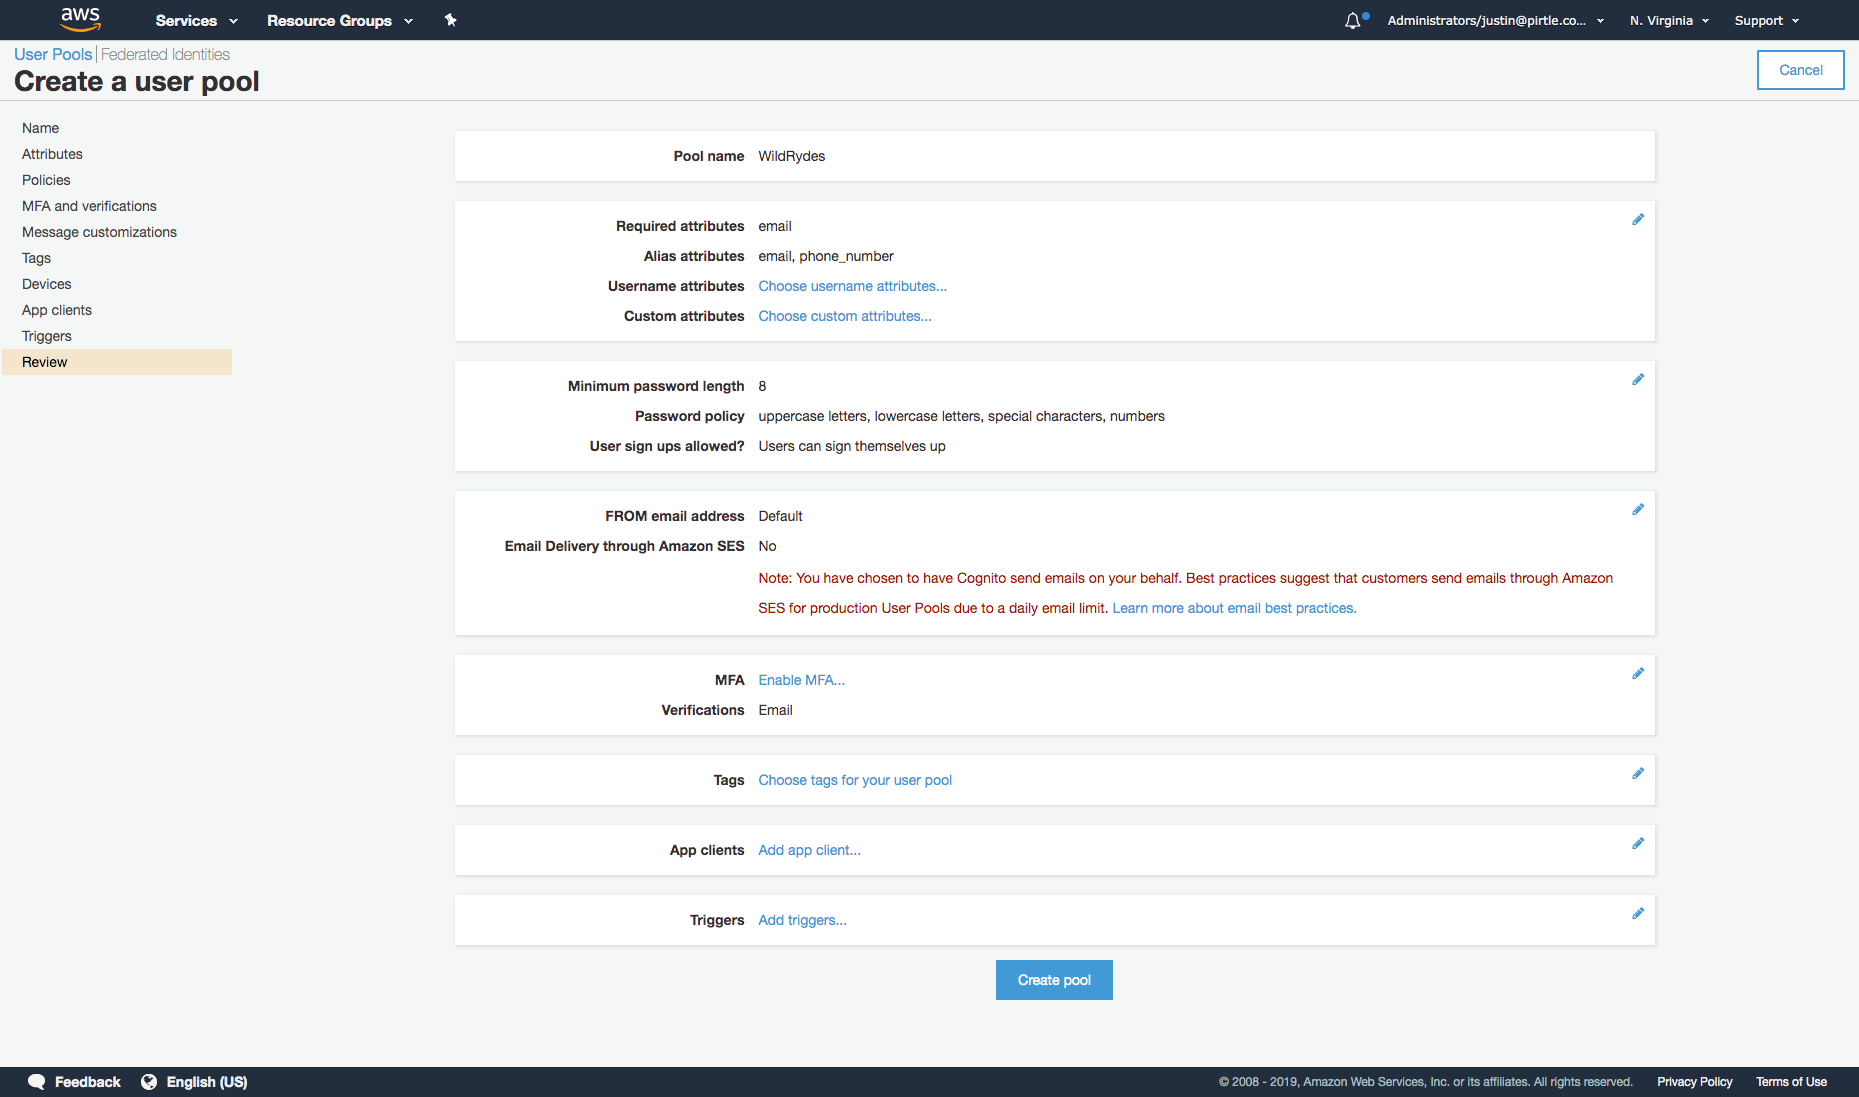 aws Services Resource Groups Administrators/justin@pirtle.co... N. Virginia Support
User Pools | Federated Identities
Create a user pool
Cancel
Name
Attributes
Policies
MFA and verifications
Message customizations
Tags
Devices
App clients
Triggers
Review
Pool name WildRydes
Required attributes email
Alias attributes email, phone_number
Username attributes Choose username attributes...
Custom attributes Choose custom attributes...
Minimum password length 8
Password policy uppercase letters, lowercase letters, special characters, numbers
User sign ups allowed? Users can sign themselves up
FROM email address Default
Email Delivery through Amazon SES No
Note: You have chosen to have Cognito send emails on your behalf. Best practices suggest that customers send emails through Amazon
SES for production User Pools due to a daily email limit. Learn more about email best practices.
MFA Enable MFA...
Verifications Email
Tags Choose tags for your user pool
App clients Add app client...
Triggers Add triggers...
Create pool
Feedback English (US) © 2008 - 2019, Amazon Web Services, Inc. or its affiliates. All rights reserved. Privacy Policy Terms of Use